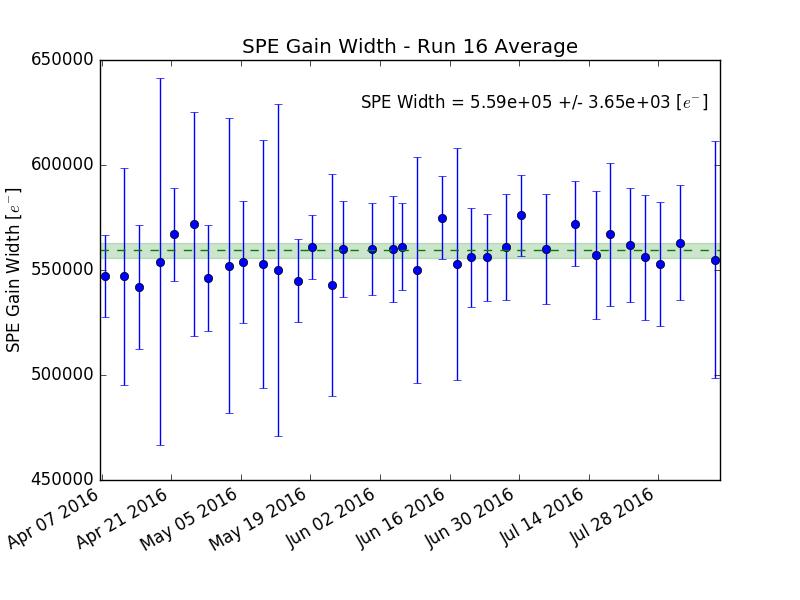 SPE Gain Width - Run 16 Average
SPE Width = 5.59e+05 +/- 3.65e+03 [e⁻]
SPE Gain Width [e⁻]
650000
600000
550000
500000
450000
Apr 07 2016
Apr 21 2016
May 05 2016
May 19 2016
Jun 02 2016
Jun 16 2016
Jun 30 2016
Jul 14 2016
Jul 28 2016